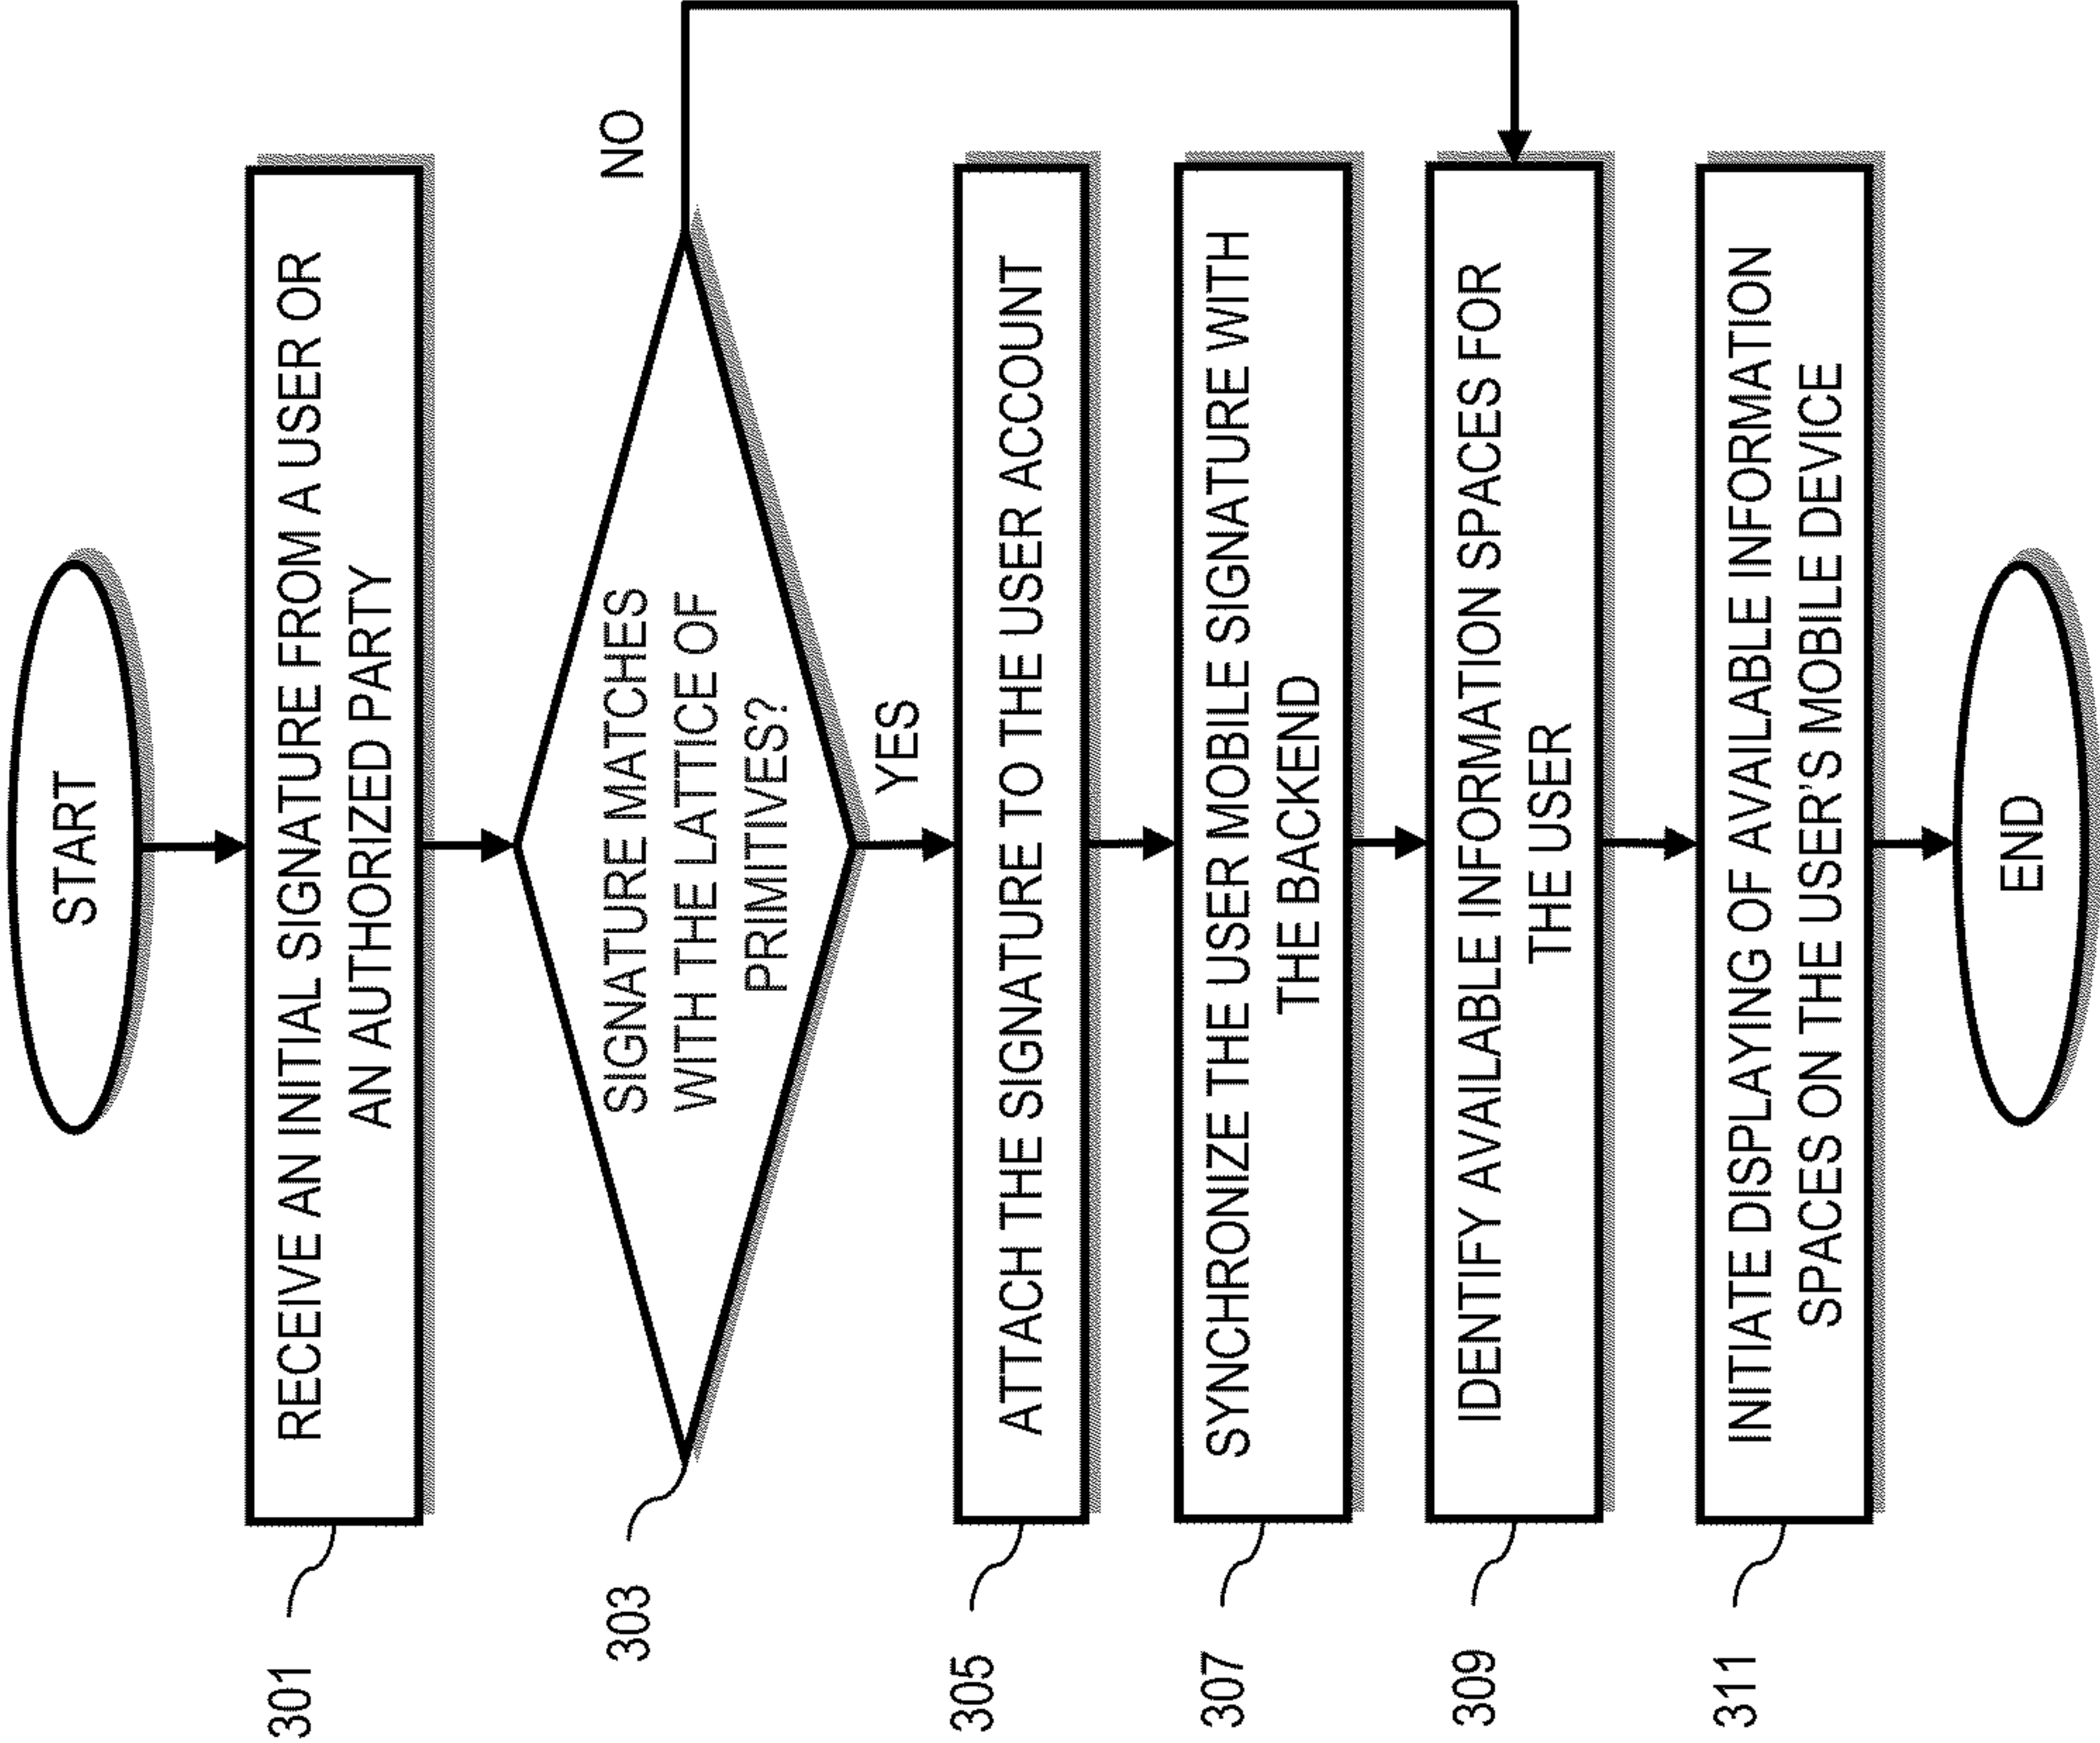 START
301
RECEIVE AN INITIAL SIGNATURE FROM A USER OR
AN AUTHORIZED PARTY
303
SIGNATURE MATCHES
WITH THE LATTICE OF
PRIMITIVES?
NO
YES
305
ATTACH THE SIGNATURE TO THE USER ACCOUNT
307
SYNCHRONIZE THE USER MOBILE SIGNATURE WITH
THE BACKEND
309
IDENTIFY AVAILABLE INFORMATION SPACES FOR
THE USER
311
INITIATE DISPLAYING OF AVAILABLE INFORMATION
SPACES ON THE USER'S MOBILE DEVICE
END